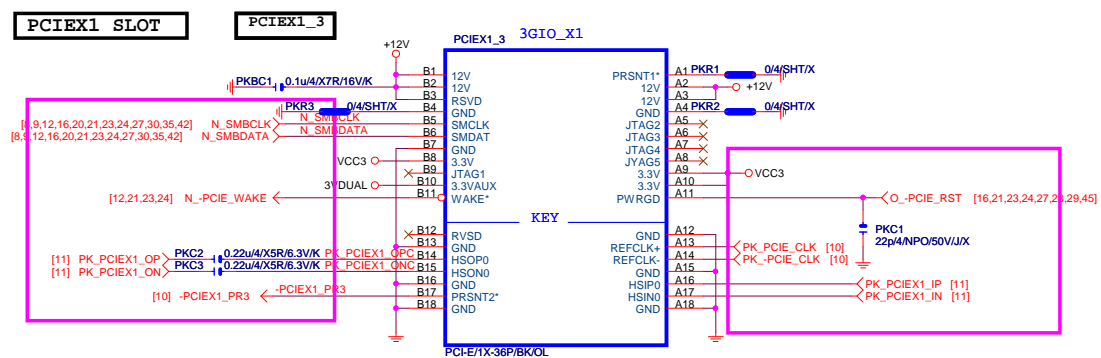 PCIEX1 SLOT
PCIEX1_3
3GIO_X1
PCIEX1_3
+12V
PKBC1 0.1u/4/X7R/16V/K
B1 12V
B2 12V
B3 RSVD
PKR3 0/4/SHT/X
B4 GND
N_SMBCLK
[8,9,12,16,20,21,23,24,27,30,35,42] N_SMBCLK
B5 SMCLK
N_SMBDATA
[8,9,12,16,20,21,23,24,27,30,35,42] N_SMBDATA
B6 SMDAT
B7 GND
VCC3 B8 3.3V
B9 JTAG1
3VDUAL B10 3.3VAUX
[12,21,23,24] N_-PCIE_WAKE B11 WAKE*
KEY
B12 RVSD
B13 GND
[11] PK_PCIEX1_OP PKC2 0.22u/4/X5R/6.3V/K PK_PCIEX1_OPC B14 HSOP0
[11] PK_PCIEX1_ON PKC3 0.22u/4/X5R/6.3V/K PK_PCIEX1_ONC B15 HSON0
B16 GND
[10] -PCIEX1_PR3 -PCIEX1_PR3 B17 PRSNT2*
B18 GND
PRSNT1* A1 PKR1 0/4/SHT/X
12V A2 +12V
12V A3
GND A4 PKR2 0/4/SHT/X
JTAG2 A5
JTAG3 A6
JTAG4 A7
JYAG5 A8
3.3V A9 VCC3
3.3V A10
PWRGD A11 O_-PCIE_RST [16,21,23,24,27,28,29,45]
PKC1
22p/4/NPO/50V/J/X
GND A12
REFCLK+ A13 PK_PCIE_CLK [10]
REFCLK- A14 PK_-PCIE_CLK [10]
GND A15
HSIP0 A16 PK_PCIEX1_IP [11]
HSIN0 A17 PK_PCIEX1_IN [11]
GND A18
PCI-E/1X-36P/BK/OL